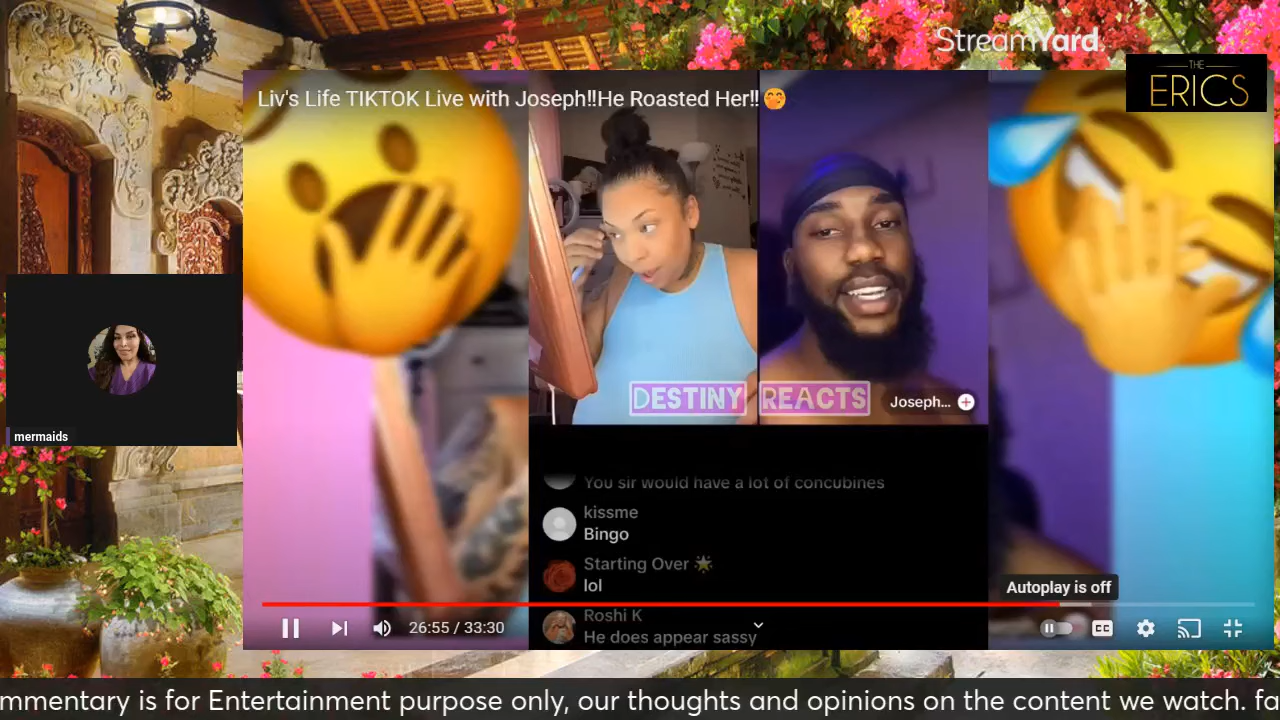 StreamYard
THE
ERICS
Liv's Life TIKTOK Live with Joseph!!He Roasted Her!!
DESTINY REACTS
Joseph...
mermaids
You sir would have a lot of concubines
kissme
Bingo
Starting Over
lol
Roshi K
He does appear sassy
Autoplay is off
26:55 / 33:30
CC
mmentary is for Entertainment purpose only, our thoughts and opinions on the content we watch. fa